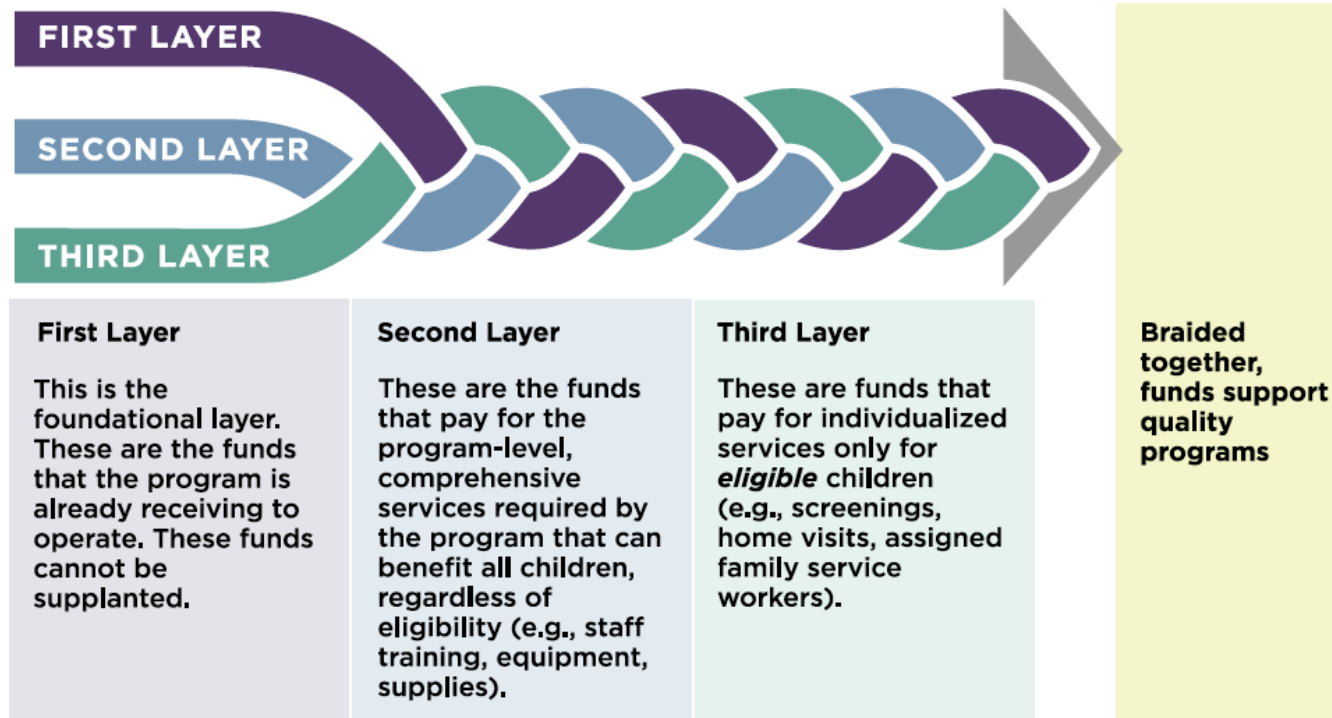 FIRST LAYER
SECOND LAYER
THIRD LAYER
First Layer
This is the
foundational layer.
These are the funds
that the program is
already receiving to
operate. These funds
cannot be
supplanted.
Second Layer
These are the funds
that pay for the
program-level,
comprehensive
services required by
the program that can
benefit all children,
regardless of
eligibility (e.g., staff
training, equipment,
supplies).
Third Layer
These are funds that
pay for individualized
services only for
eligible children
(e.g., screenings,
home visits, assigned
family service
workers).
Braided
together,
funds support
quality
programs